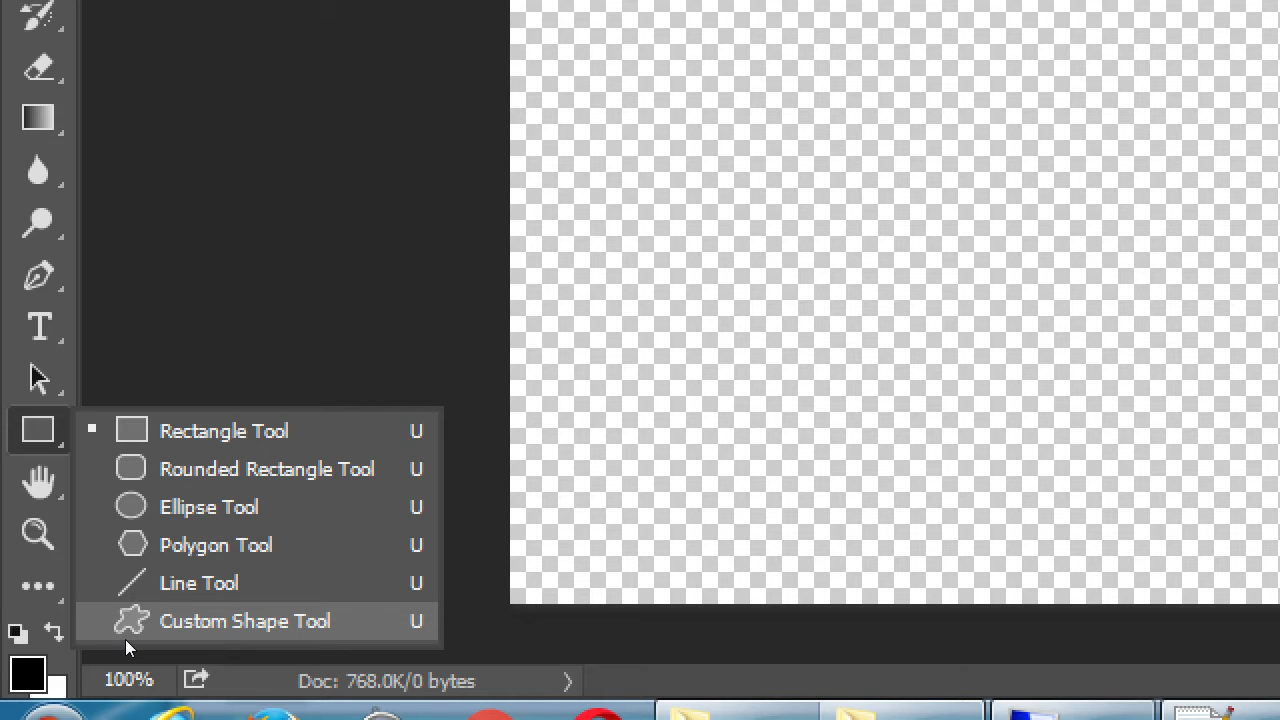 Rectangle Tool U
Rounded Rectangle Tool U
Ellipse Tool U
Polygon Tool U
Line Tool U
Custom Shape Tool U
100% Doc: 768.0K/0 bytes